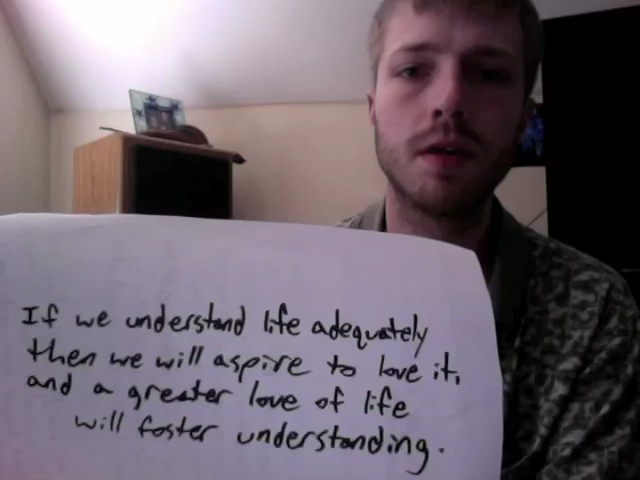 If we understand life adequately
then we will aspire to love it,
and a greater love of life
will foster understanding.